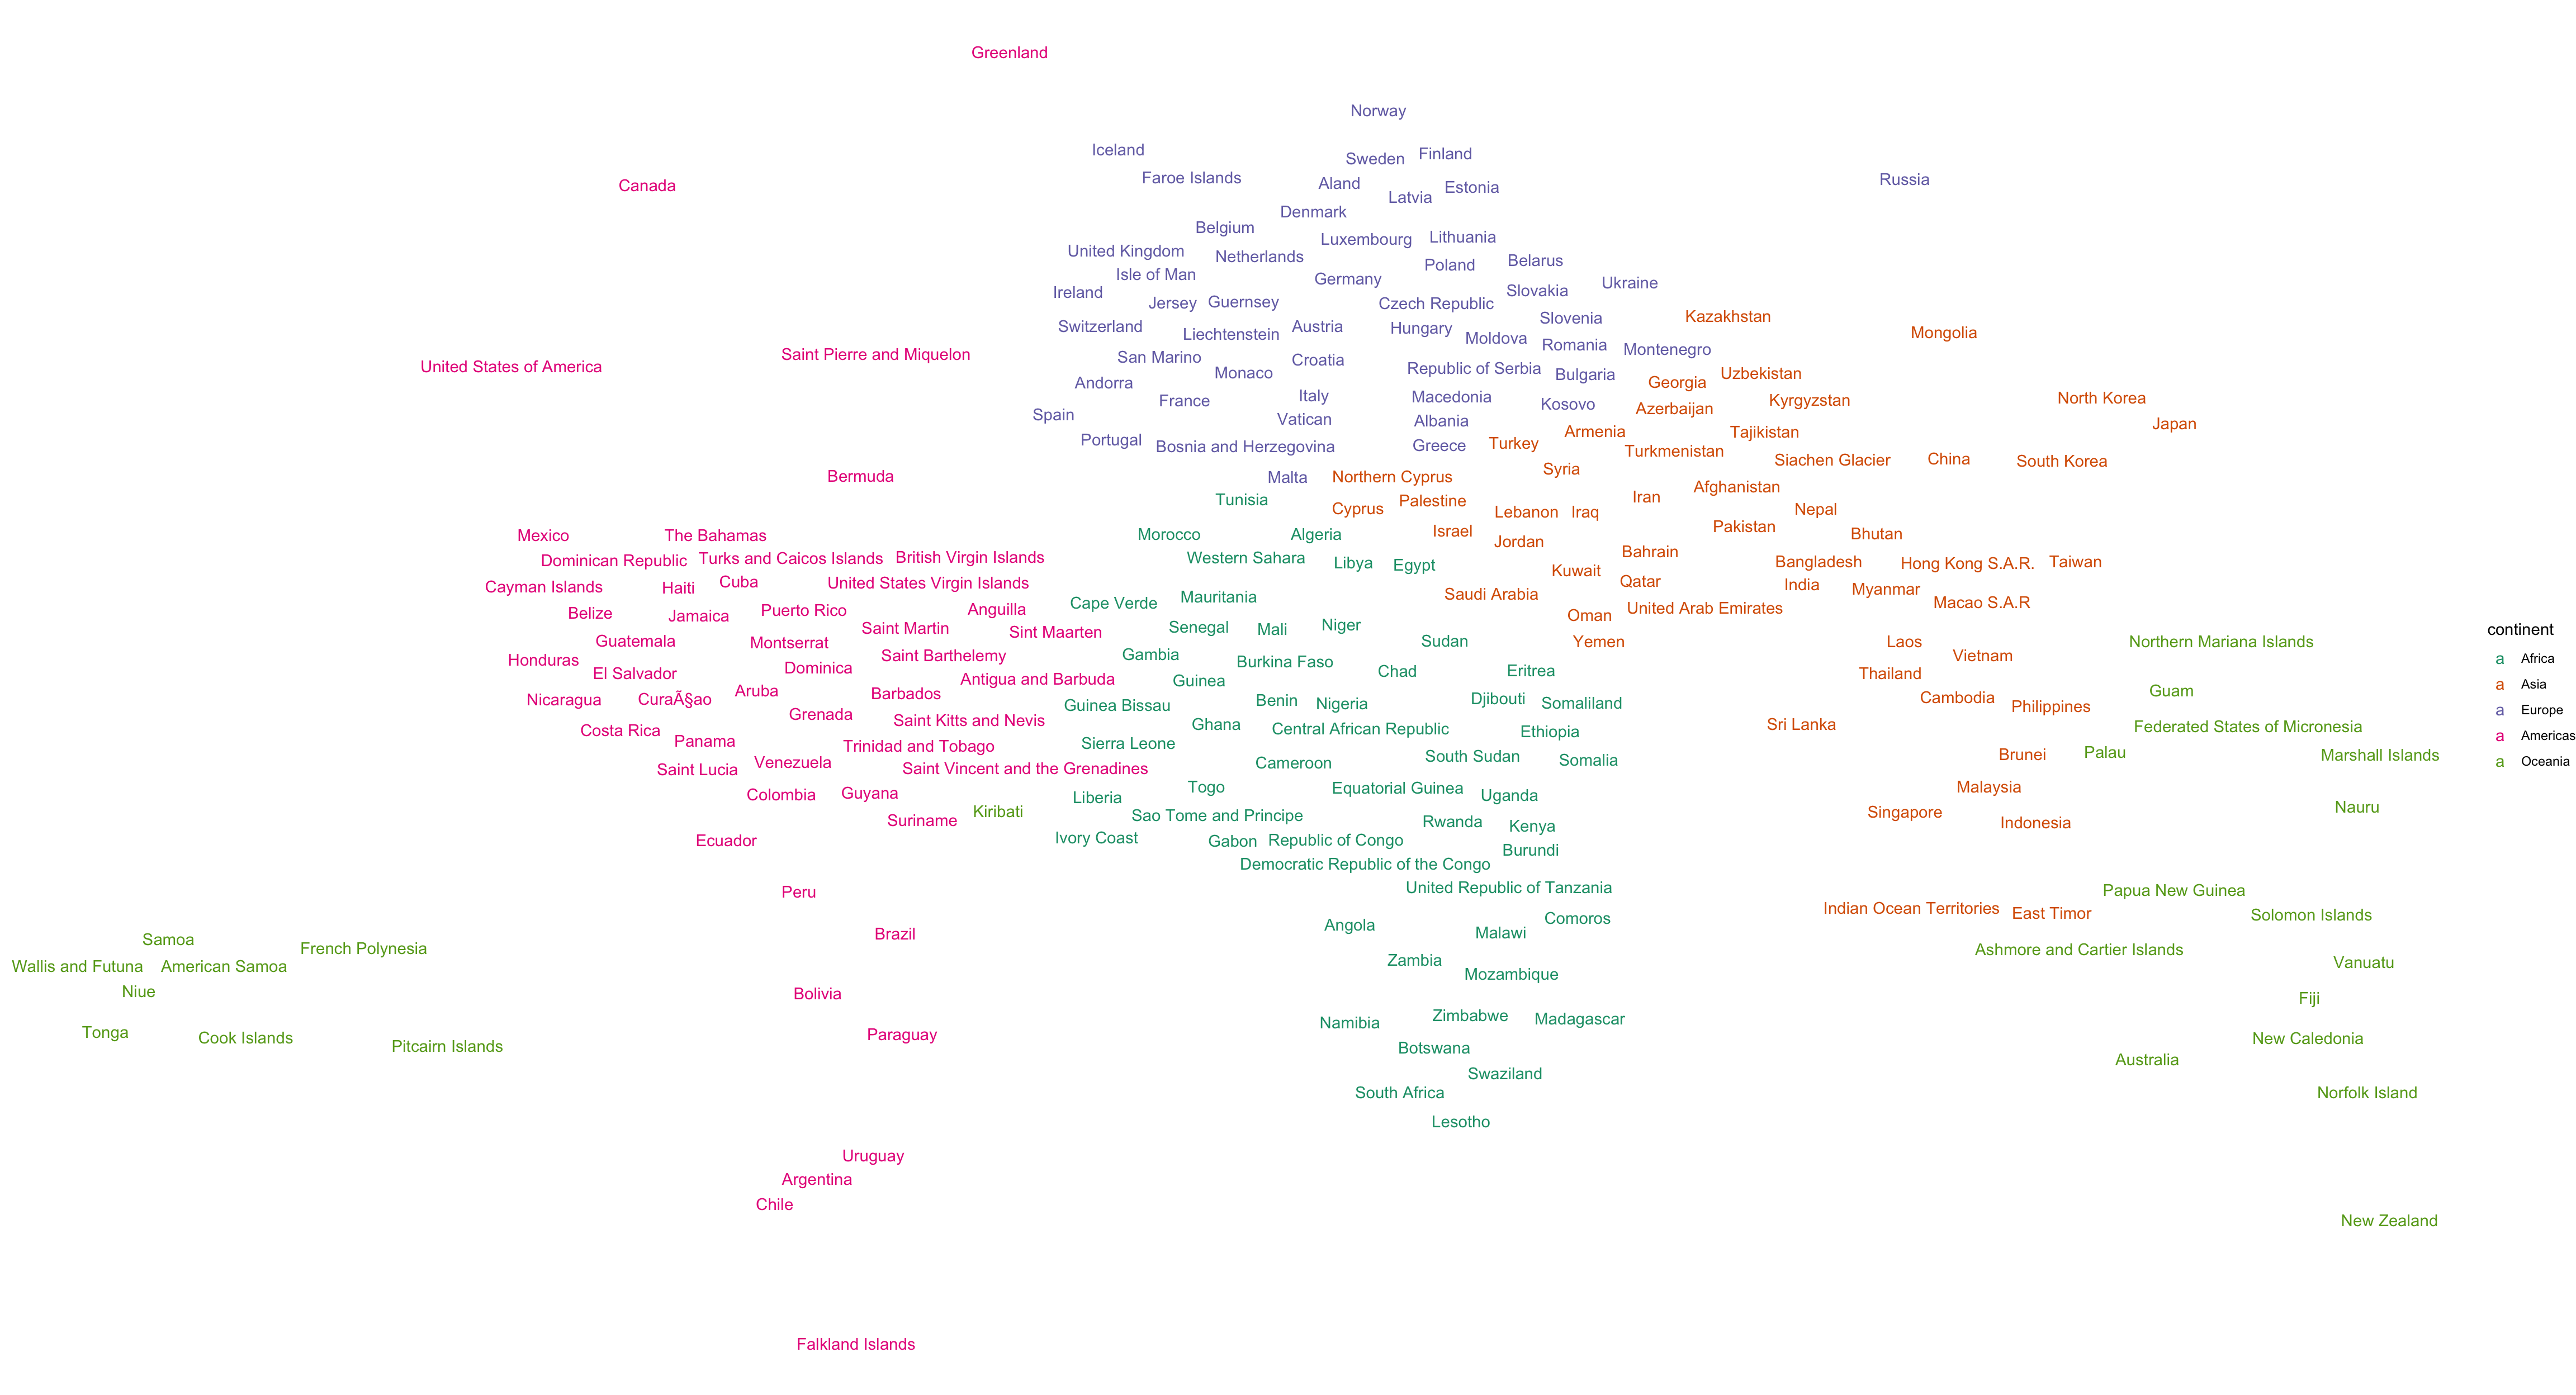 Greenland
Norway
Iceland
Finland
Sweden
Faroe Islands
Russia
Aland
Canada
Estonia
Latvia
Denmark
Belgium
Lithuania
Luxembourg
United Kingdom
Netherlands
Belarus
Poland
Isle of Man
Germany
Ukraine
Slovakia
Ireland
Guernsey
Jersey
Czech Republic
Kazakhstan
Slovenia
Switzerland
Austria
Hungary
Mongolia
Liechtenstein
Moldova
Romania
Montenegro
Saint Pierre and Miquelon
San Marino
Croatia
United States of America
Republic of Serbia
Monaco
Uzbekistan
Bulgaria
Georgia
Andorra
Italy
Macedonia
North Korea
France
Kyrgyzstan
Kosovo
Azerbaijan
Spain
Vatican
Albania
Japan
Armenia
Tajikistan
Portugal
Turkey
Greece
Bosnia and Herzegovina
Turkmenistan
China
Siachen Glacier
South Korea
Syria
Bermuda
Northern Cyprus
Malta
Afghanistan
Iran
Tunisia
Palestine
Cyprus
Nepal
Lebanon
Iraq
Pakistan
Israel
Bhutan
Morocco
Algeria
Mexico
The Bahamas
Jordan
Bahrain
British Virgin Islands
Western Sahara
Turks and Caicos Islands
Dominican Republic
Bangladesh
Taiwan
Libya
Hong Kong S.A.R.
Egypt
Kuwait
Qatar
Cuba
United States Virgin Islands
India
Cayman Islands
Haiti
Myanmar
Saudi Arabia
Mauritania
Macao S.A.R
Cape Verde
United Arab Emirates
Anguilla
Puerto Rico
Belize
Oman
Jamaica
Niger
Senegal
Saint Martin
Mali
continent
Sint Maarten
Guatemala
Sudan
Yemen
Laos
Northern Mariana Islands
Montserrat
Gambia
Saint Barthelemy
Vietnam
a Africa
Honduras
Burkina Faso
Dominica
Eritrea
Chad
El Salvador
Thailand
Antigua and Barbuda
Guinea
a Asia
Aruba
Guam
Barbados
Cambodia
Djibouti
CuraÃ§ao
Nicaragua
Benin
Somaliland
Nigeria
Guinea Bissau
Philippines
a Europe
Grenada
Saint Kitts and Nevis
Ghana
Sri Lanka
Federated States of Micronesia
Central African Republic
Costa Rica
Ethiopia
a Americas
Panama
Sierra Leone
Trinidad and Tobago
Palau
Brunei
Marshall Islands
South Sudan
Somalia
a Oceania
Venezuela
Cameroon
Saint Vincent and the Grenadines
Saint Lucia
Togo
Malaysia
Equatorial Guinea
Guyana
Colombia
Uganda
Liberia
Nauru
Kiribati
Singapore
Sao Tome and Principe
Suriname
Rwanda
Indonesia
Kenya
Ivory Coast
Republic of Congo
Ecuador
Gabon
Burundi
Democratic Republic of the Congo
United Republic of Tanzania
Papua New Guinea
Peru
Indian Ocean Territories
East Timor
Solomon Islands
Comoros
Angola
Malawi
Brazil
Samoa
French Polynesia
Ashmore and Cartier Islands
Zambia
Vanuatu
Wallis and Futuna
American Samoa
Mozambique
Niue
Bolivia
Fiji
Zimbabwe
Madagascar
Namibia
Tonga
Paraguay
Cook Islands
New Caledonia
Pitcairn Islands
Botswana
Australia
Swaziland
South Africa
Norfolk Island
Lesotho
Uruguay
Argentina
Chile
New Zealand
Falkland Islands